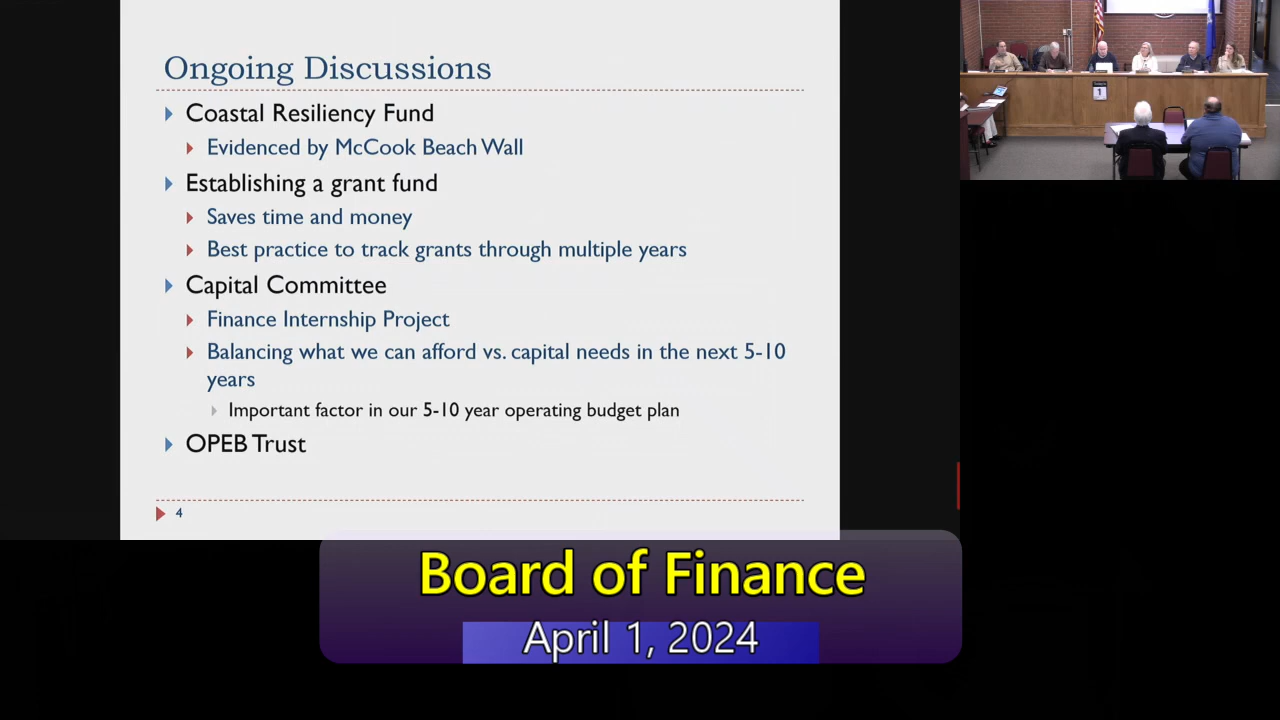 Ongoing Discussions
Coastal Resiliency Fund
Evidenced by McCook Beach Wall
Establishing a grant fund
Saves time and money
Best practice to track grants through multiple years
Capital Committee
Finance Internship Project
Balancing what we can afford vs. capital needs in the next 5-10
years
Important factor in our 5-10 year operating budget plan
OPEB Trust
4
1
Board of Finance
April 1, 2024